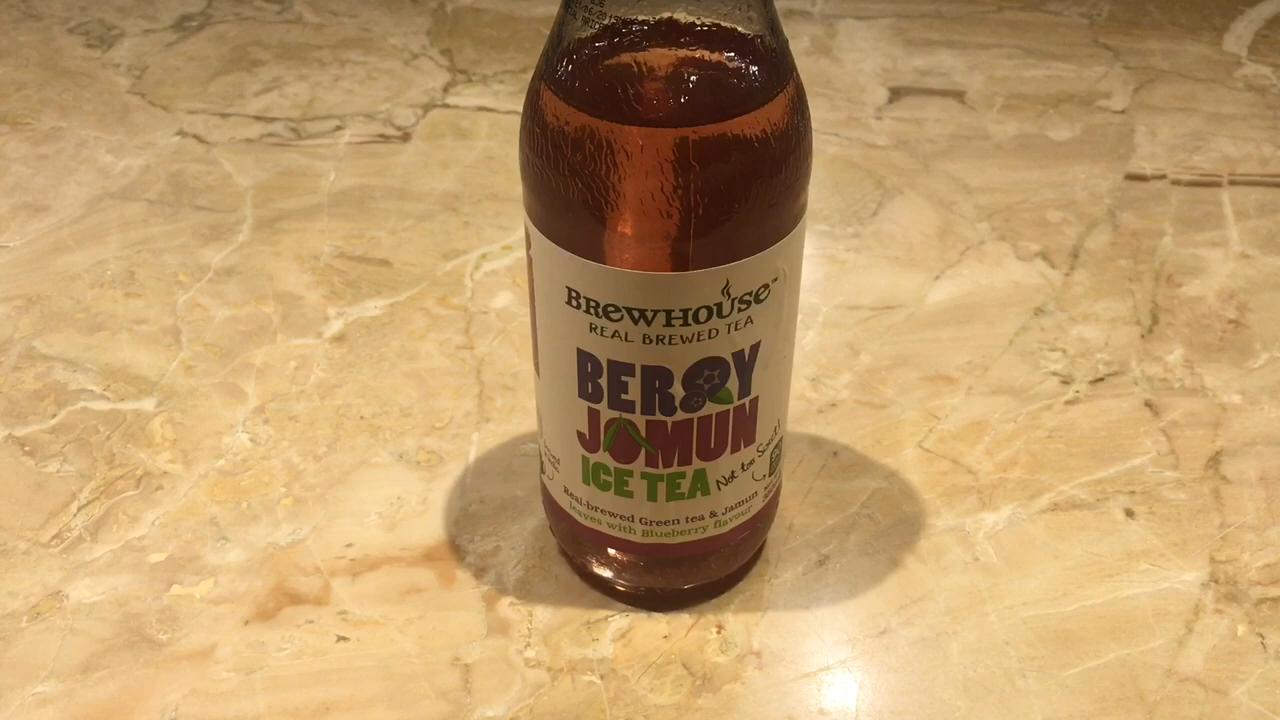 BREWHOUSE™
REAL BREWED TEA
BERRY
JAMUN
ICE TEA
Not too Sweet!
Real-brewed Green tea & Jamun
leaves with Blueberry flavour